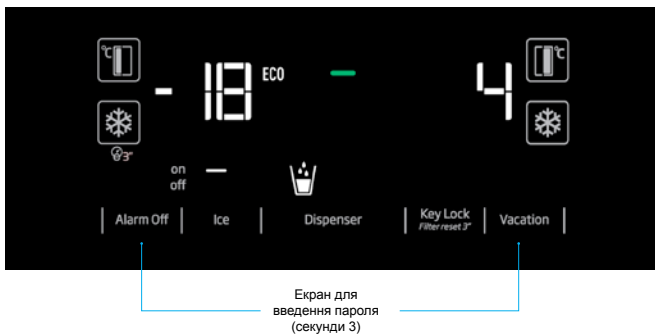 °C
°C
- 18 ECO 4
3"
on
off
Alarm Off Ice Dispenser Key Lock Vacation
Filter reset 3"
Екран для
введення пароля
(секунди 3)